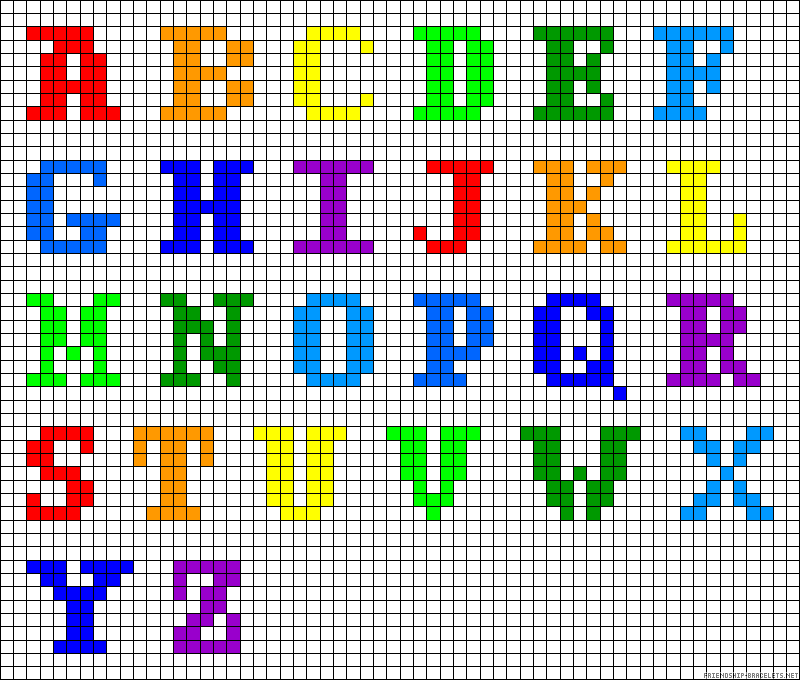 A B C D E F
G H I J K L
M N O P Q R
S T U V W X
Y Z
FRIENDSHIP-BRACELETS.NET